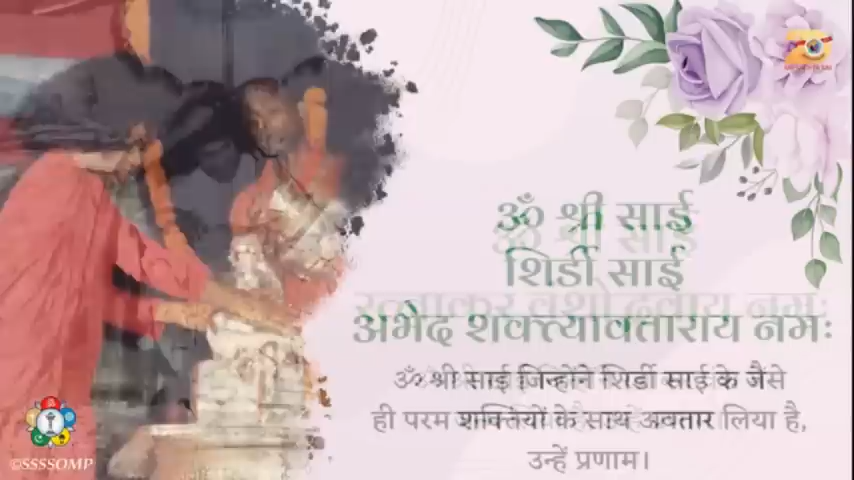 ॐ श्री साई
शिर्डी साई
अभेद शक्त्यावताराय नमः
ॐ श्री साई जिन्होंने शिर्डी साई के जैसे
ही परम शक्तियों के साथ अवतार लिया है,
उन्हें प्रणाम।
©SSSSOMP